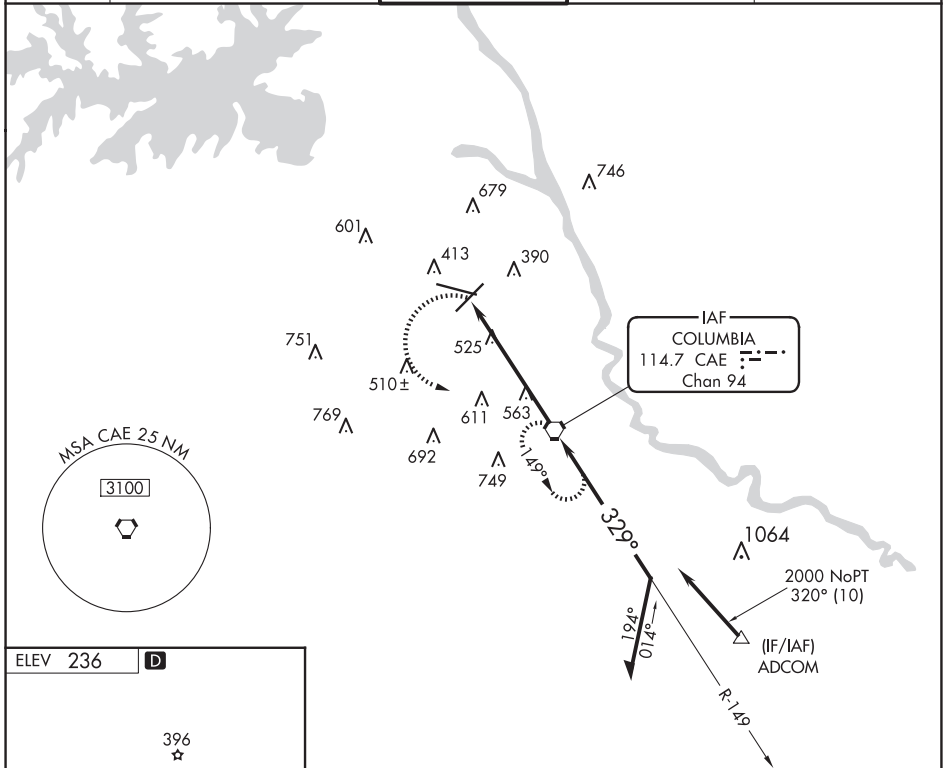 746
679
601
413
390
IAF
COLUMBIA
114.7 CAE
Chan 94
751
525
510±
611
563
769
692
749
149°
MSA CAE 25 NM
3100
329°
1064
2000 NoPT
320° (10)
194°
014°
(IF/IAF)
ADCOM
R-149
ELEV 236
D
396